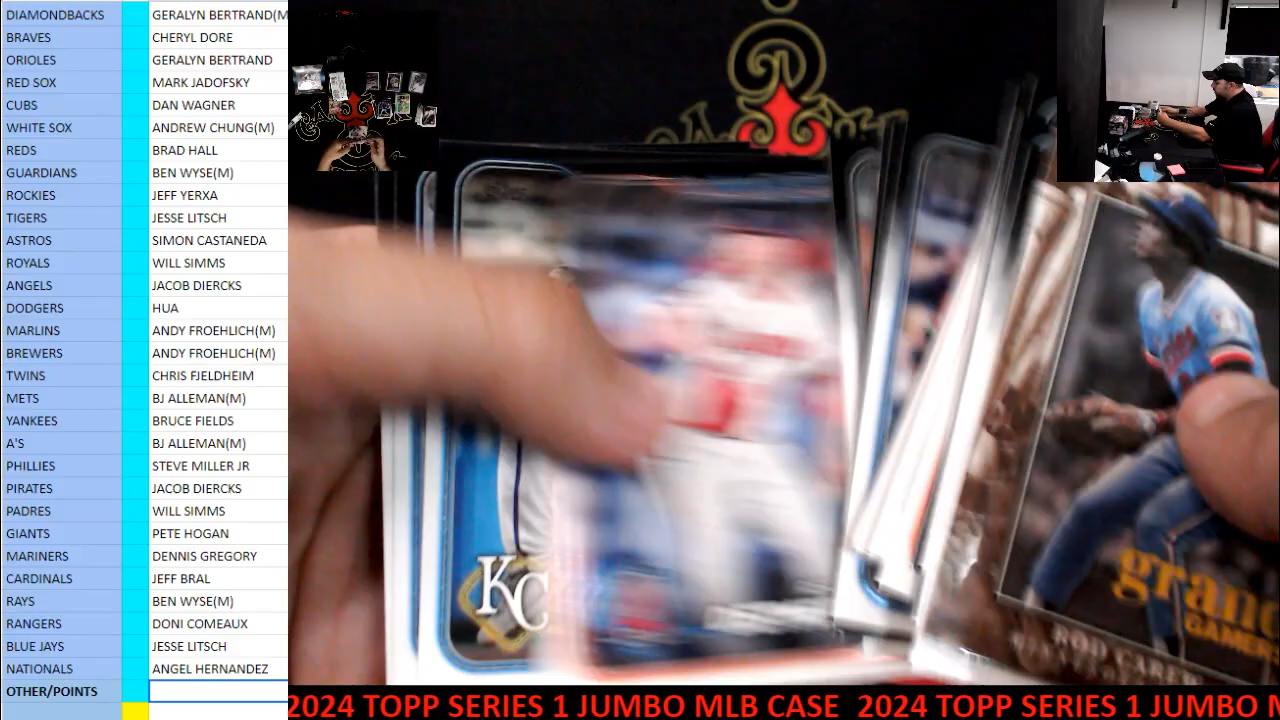 DIAMONDBACKS GERALYN BERTRAND(M
BRAVES CHERYL DORE
ORIOLES GERALYN BERTRAND
RED SOX MARK JADOFSKY
CUBS DAN WAGNER
WHITE SOX ANDREW CHUNG(M)
REDS BRAD HALL
GUARDIANS BEN WYSE(M)
ROCKIES JEFF YERXA
TIGERS JESSE LITSCH
ASTROS SIMON CASTANEDA
ROYALS WILL SIMMS
ANGELS JACOB DIERCKS
DODGERS HUA
MARLINS ANDY FROEHLICH(M)
BREWERS ANDY FROEHLICH(M)
TWINS CHRIS FJELDHEIM
METS BJ ALLEMAN(M)
YANKEES BRUCE FIELDS
A'S BJ ALLEMAN(M)
PHILLIES STEVE MILLER JR
PIRATES JACOB DIERCKS
PADRES WILL SIMMS
GIANTS PETE HOGAN
MARINERS DENNIS GREGORY
CARDINALS JEFF BRAL
RAYS BEN WYSE(M)
RANGERS DONI COMEAUX
BLUE JAYS JESSE LITSCH
NATIONALS ANGEL HERNANDEZ
OTHER/POINTS
KC
grand
GAMERS
ROD
2024 TOPP SERIES 1 JUMBO MLB CASE 2024 TOPP SERIES 1 JUMBO M